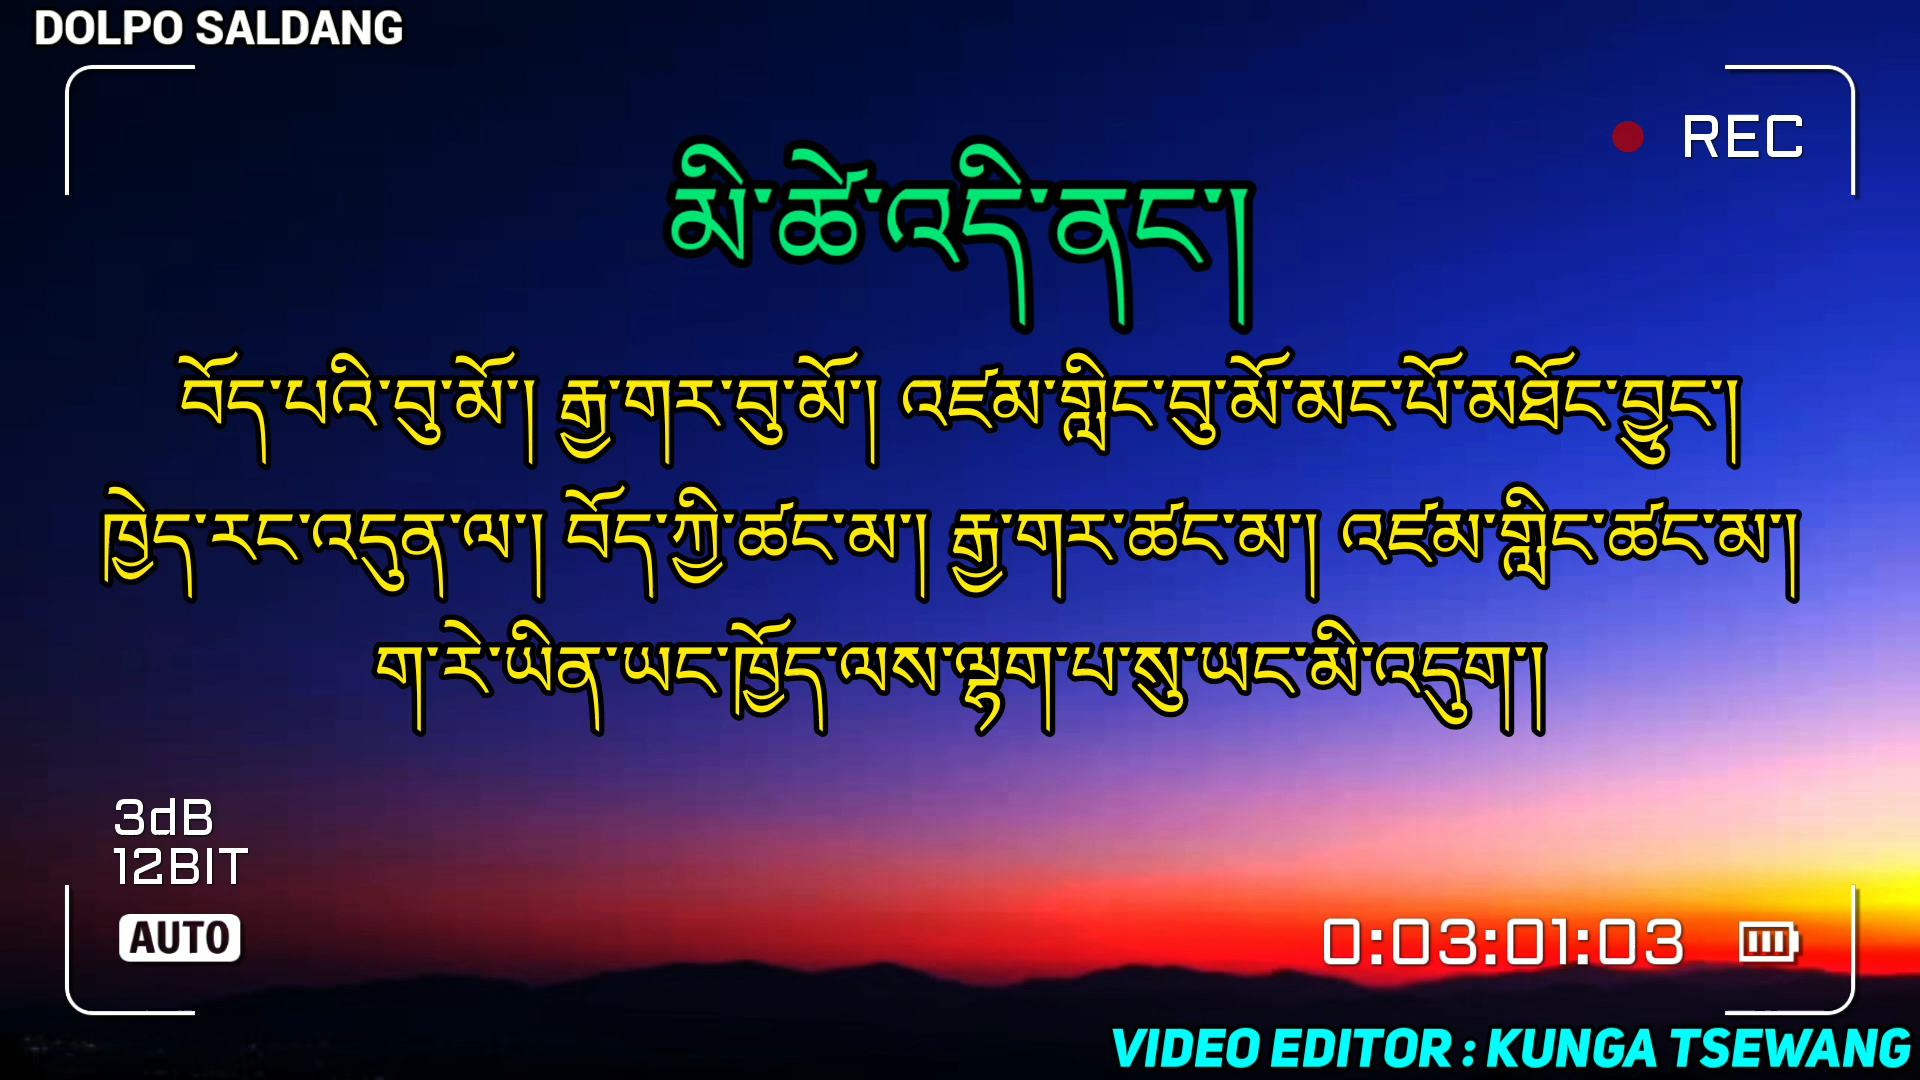 DOLPO SALDANG
REC
མི་ཚེ་འདི་ནང་།
བོད་པའི་བུ་མོ་། རྒྱ་གར་བུ་མོ་། འཛམ་གླིང་བུ་མོ་མང་པོ་མཐོང་བྱུང་།
ཁྱེད་རང་འདུན་ལ་། བོད་ཀྱི་ཚང་མ་། རྒྱ་གར་ཚང་མ་། འཛམ་གླིང་ཚང་མ་།
ག་རེ་ཡིན་ཡང་ཁྱོད་ལས་ལྷག་པ་སུ་ཡང་མི་འདུག་།
3dB
12BIT
AUTO
0:03:01:03
VIDEO EDITOR : KUNGA TSEWANG